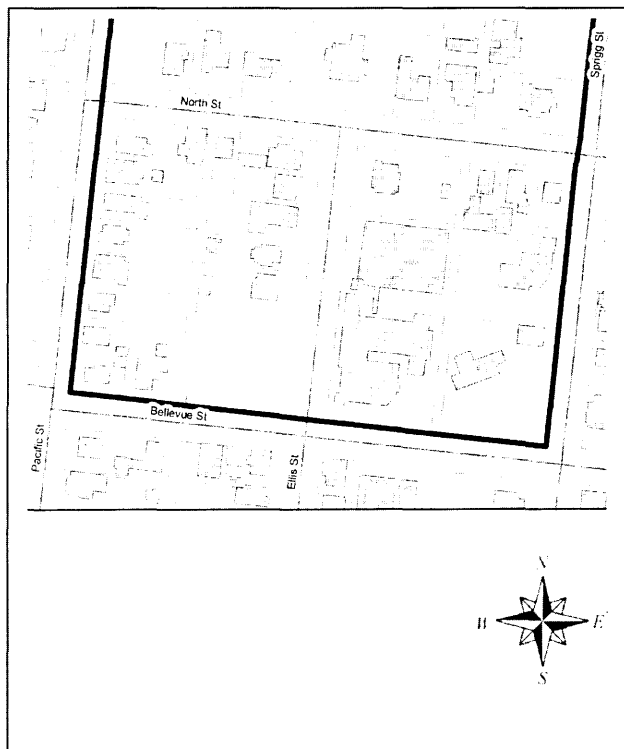 Sprigg St
North St
Bellevue St
Pacific St
Ellis St
N
W
E
S